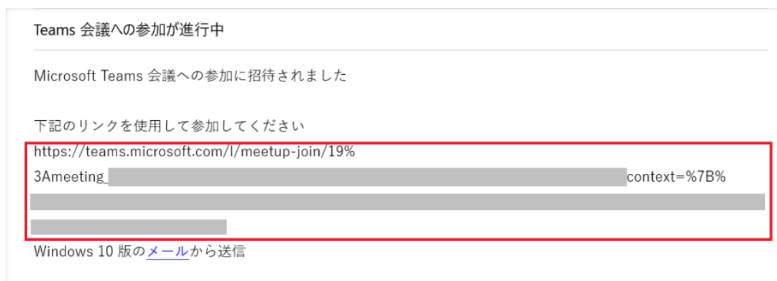 Teams 会議への参加が進行中
Microsoft Teams 会議への参加に招待されました
下記のリンクを使用して参加してください
https://teams.microsoft.com/l/meetup-join/19%
3Ameeting_ context=%7B%
Windows 10 版のメールから送信